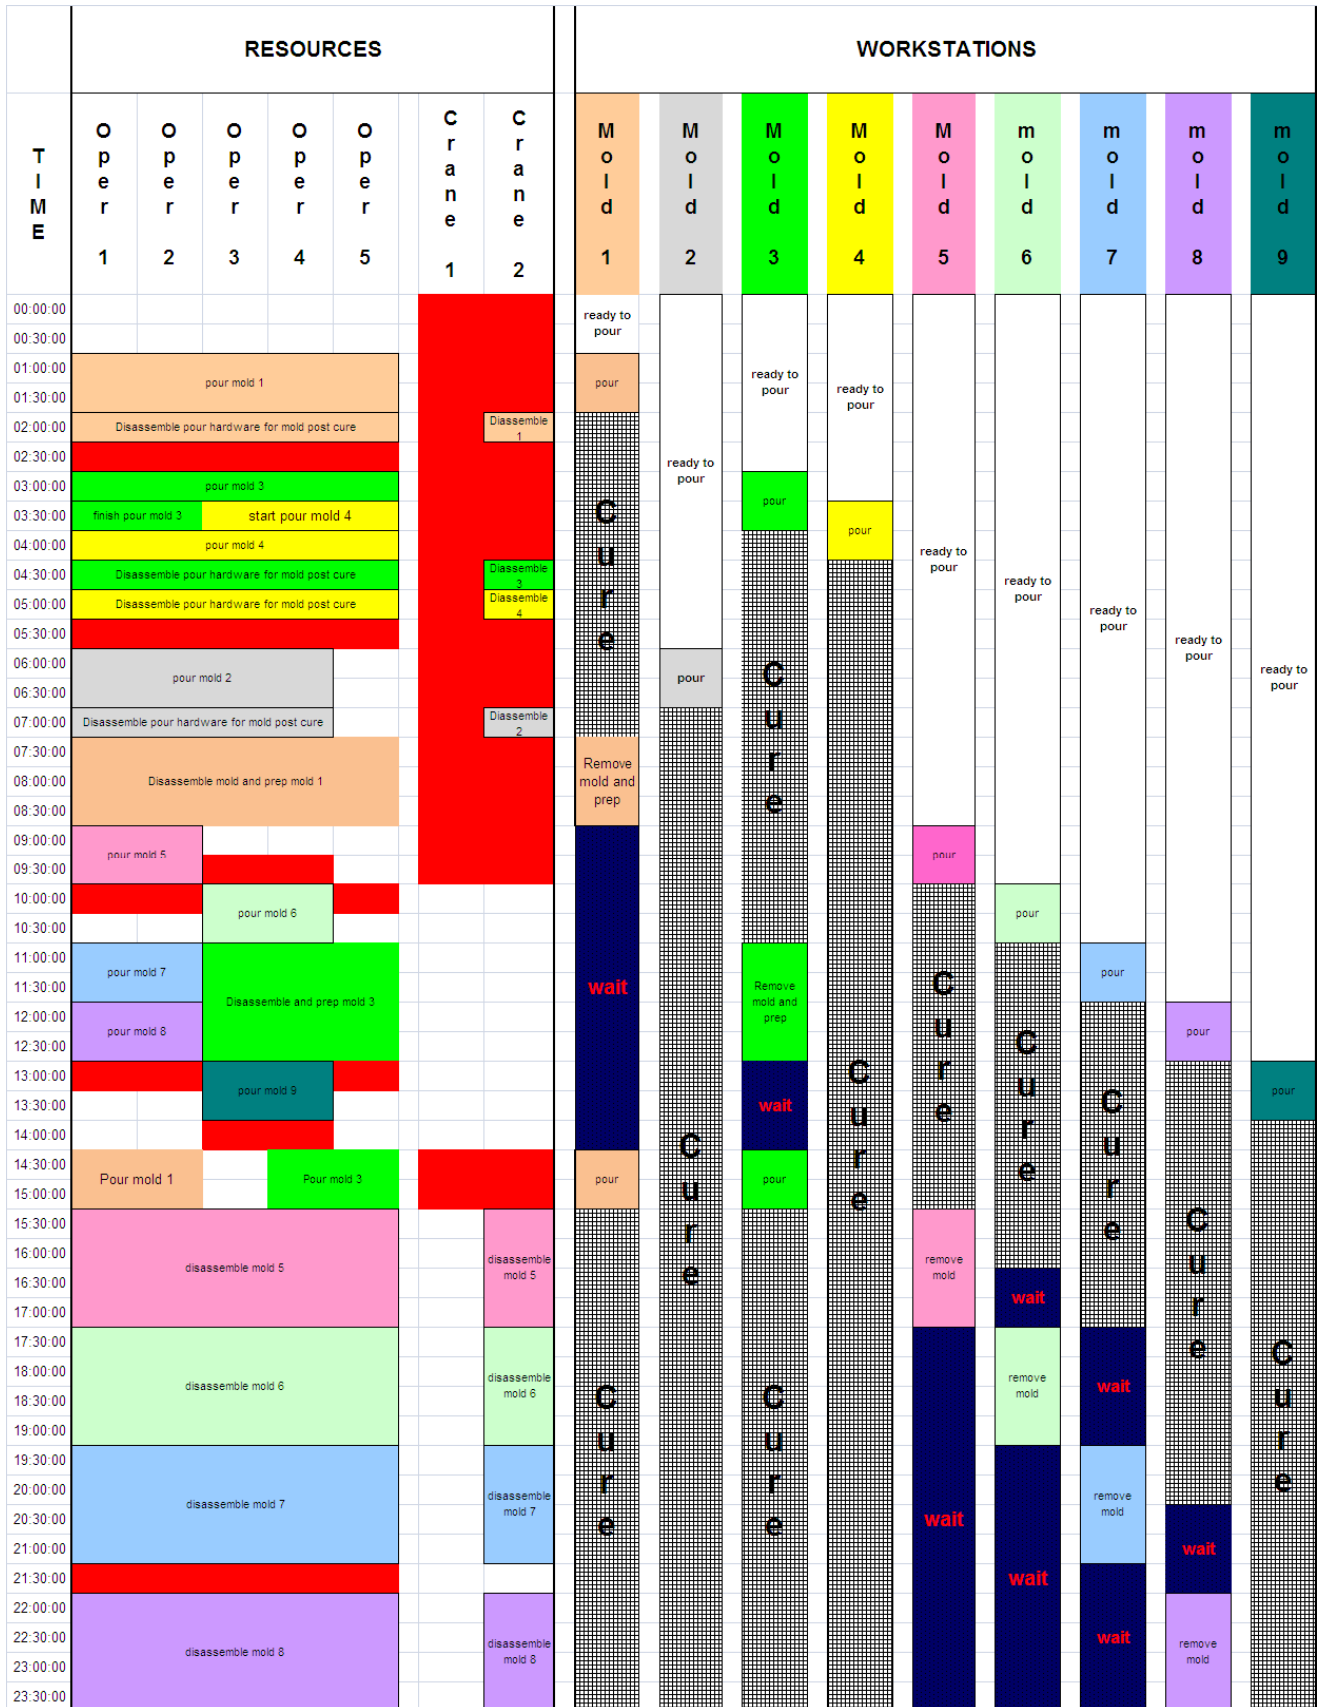 RESOURCES WORKSTATIONS
TIME Oper 1 Oper 2 Oper 3 Oper 4 Oper 5 Crane 1 Crane 2 Mold 1 Mold 2 Mold 3 Mold 4 Mold 5 mold 6 mold 7 mold 8 mold 9
00:00:00
ready to
pour
00:30:00
01:00:00
pour mold 1
pour
ready to
pour
ready to
pour
01:30:00
02:00:00
Disassemble pour hardware for mold post cure
Diassemble
1
02:30:00
ready to
pour
03:00:00
pour mold 3
pour
03:30:00
finish pour mold 3
start pour mold 4
pour
Cure
04:00:00
pour mold 4
ready to
pour
04:30:00
Disassemble pour hardware for mold post cure
Diassemble
3
ready to
pour
05:00:00
Disassemble pour hardware for mold post cure
Diassemble
4
ready to
pour
05:30:00
ready to
pour
06:00:00
pour mold 2
pour
ready to
pour
06:30:00
Cure
07:00:00
Disassemble pour hardware for mold post cure
Diassemble
2
07:30:00
08:00:00
Disassemble mold and prep mold 1
Remove
mold and
prep
08:30:00
09:00:00
pour mold 5
pour
09:30:00
10:00:00
pour mold 6
pour
10:30:00
11:00:00
pour mold 7
pour
wait
Cure
11:30:00
Disassemble and prep mold 3
Remove
mold and
prep
12:00:00
pour mold 8
pour
Cure
12:30:00
13:00:00
pour mold 9
pour
Cure
13:30:00
wait
Cure
14:00:00
Cure
14:30:00
Pour mold 1
Pour mold 3
pour
pour
15:00:00
15:30:00
Cure
16:00:00
disassemble mold 5
disassemble
mold 5
remove
mold
16:30:00
wait
17:00:00
17:30:00
Cure
18:00:00
disassemble mold 6
disassemble
mold 6
remove
mold
wait
18:30:00
Cure
Cure
19:00:00
19:30:00
20:00:00
disassemble mold 7
disassemble
mold 7
remove
mold
20:30:00
wait
21:00:00
wait
21:30:00
wait
22:00:00
22:30:00
disassemble mold 8
disassemble
mold 8
wait
remove
mold
23:00:00
23:30:00